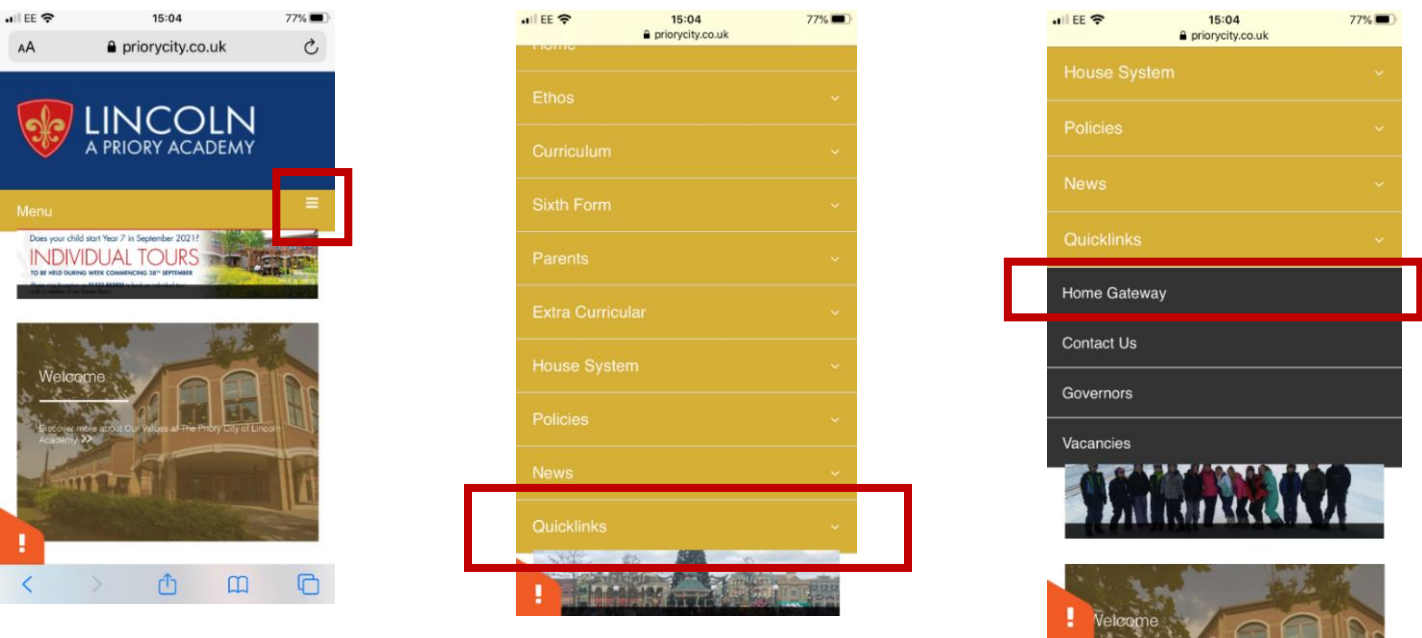 EE 15:04 77%
AA priorycity.co.uk
LINCOLN
A PRIORY ACADEMY
Menu
Does your child start Year 7 in September 2021?
INDIVIDUAL TOURS
TO BE HELD DURING WEEK COMMENCING 28TH SEPTEMBER
Welcome
Discover more about Our Values at The Priory City of Lincoln
Academy >>
!
EE 15:04 77%
priorycity.co.uk
Home
Ethos
Curriculum
Sixth Form
Parents
Extra Curricular
House System
Policies
News
Quicklinks
!
EE 15:04 77%
priorycity.co.uk
House System
Policies
News
Quicklinks
Home Gateway
Contact Us
Governors
Vacancies
Welcome
!